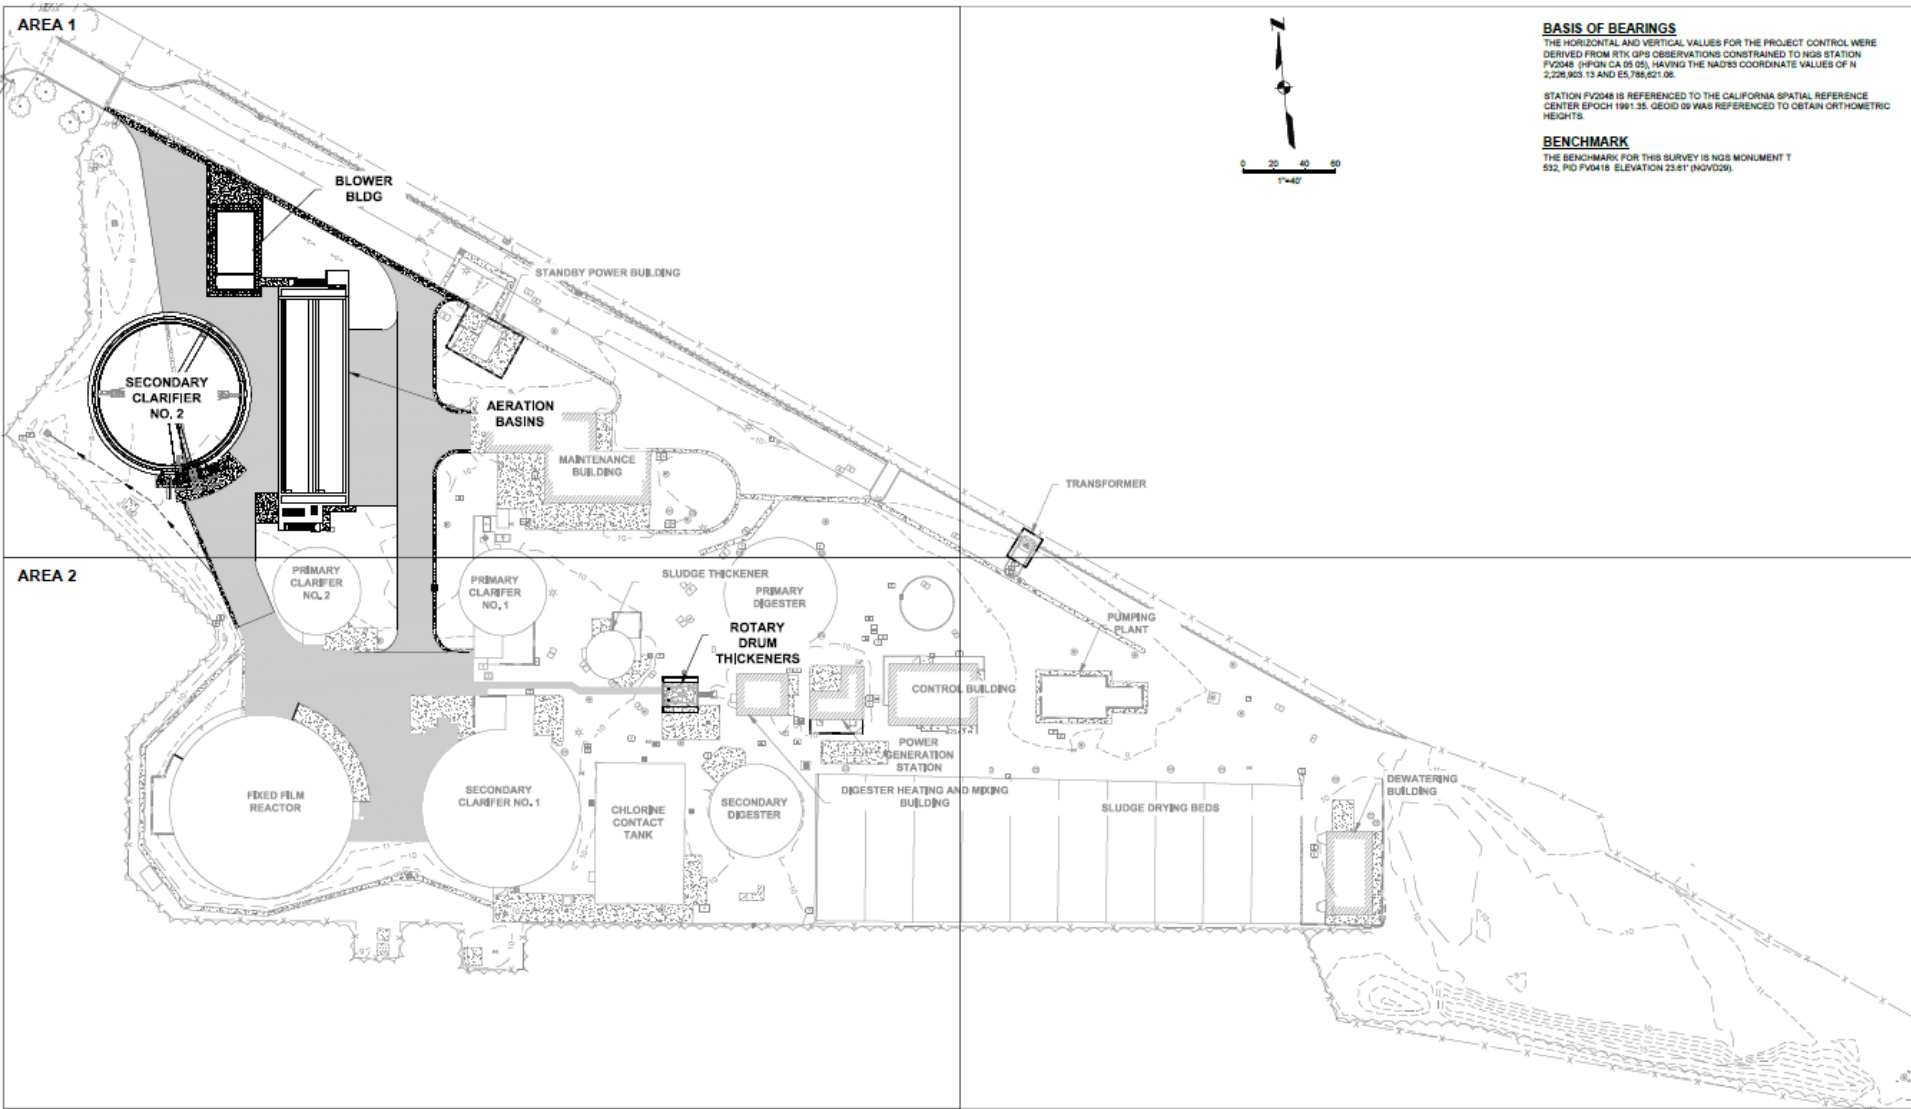 AREA 1
N
0 20 40 60
1"=40'
BASIS OF BEARINGS
THE HORIZONTAL AND VERTICAL VALUES FOR THE PROJECT CONTROL WERE
DERIVED FROM RTK GPS OBSERVATIONS CONSTRAINED TO NGS STATION
FV2048 (HPGN CA 05 05), HAVING THE NAD'83 COORDINATE VALUES OF N
2,226,903.13 AND E5,788,621.06.
STATION FV2048 IS REFERENCED TO THE CALIFORNIA SPATIAL REFERENCE
CENTER EPOCH 1991.35. GEOID 09 WAS REFERENCED TO OBTAIN ORTHOMETRIC
HEIGHTS.
BENCHMARK
THE BENCHMARK FOR THIS SURVEY IS NGS MONUMENT T
532, PID FV0418 ELEVATION 23.61' (NGVD29).
BLOWER
BLDG
STANDBY POWER BUILDING
SECONDARY
CLARIFIER
NO. 2
AERATION
BASINS
MAINTENANCE
BUILDING
TRANSFORMER
AREA 2
PRIMARY
CLARIFER
NO. 2
PRIMARY
CLARIFER
NO. 1
SLUDGE THICKENER
PRIMARY
DIGESTER
ROTARY
DRUM
THICKENERS
PUMPING
PLANT
CONTROL BUILDING
POWER
GENERATION
STATION
DIGESTER HEATING AND MIXING
BUILDING
FIXED FILM
REACTOR
SECONDARY
CLARIFER NO. 1
CHLORINE
CONTACT
TANK
SECONDARY
DIGESTER
SLUDGE DRYING BEDS
DEWATERING
BUILDING